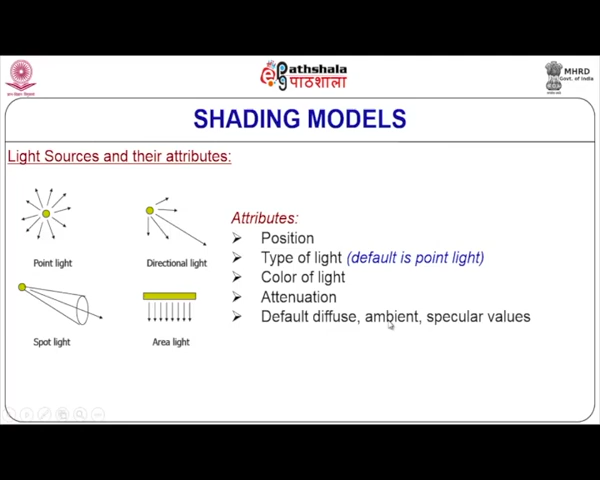 Pathshala
पाठशाला
MHRD
Govt. of India
SHADING MODELS
Light Sources and their attributes:
Point light
Directional light
Spot light
Area light
Attributes:
➢ Position
➢ Type of light (default is point light)
➢ Color of light
➢ Attenuation
➢ Default diffuse, ambient, specular values